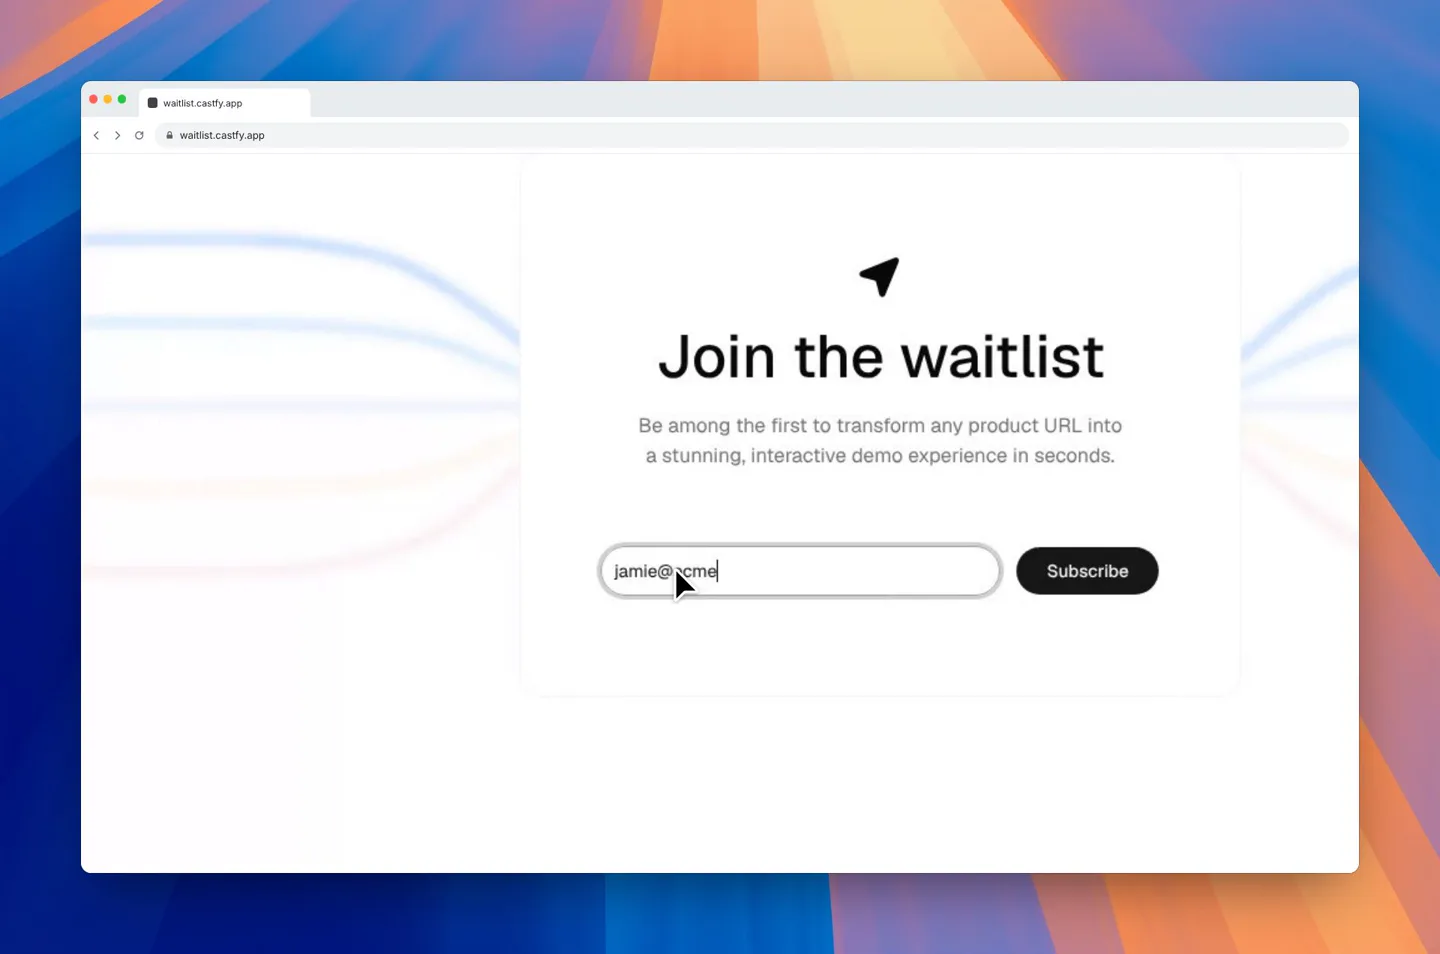 waitlist.castfy.app
waitlist.castfy.app
Join the waitlist
Be among the first to transform any product URL into
a stunning, interactive demo experience in seconds.
jamie@acme
Subscribe